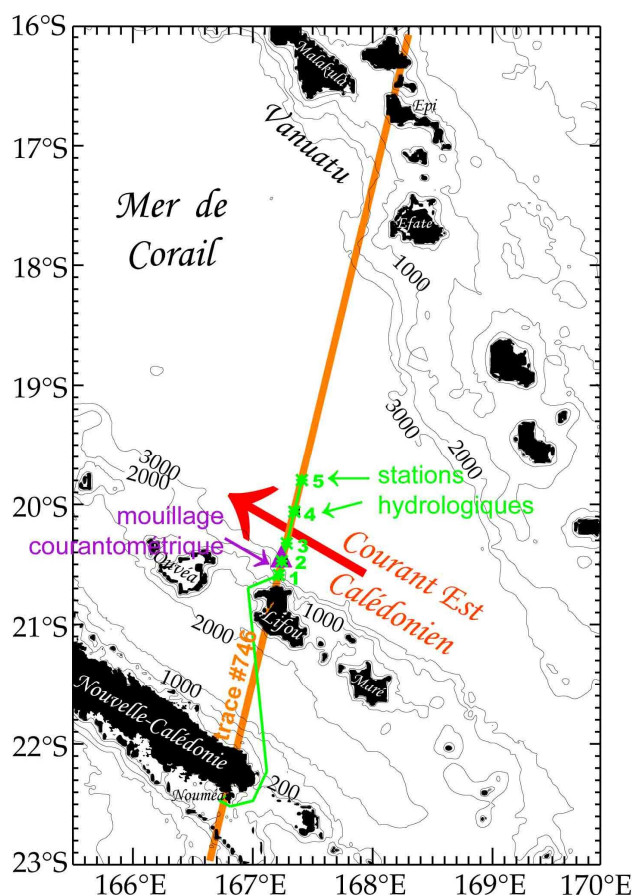 16°S
17°S
18°S
19°S
20°S
21°S
22°S
23°S
Malakula
Epi
Vanuatu
Mer de
Corail
Efate
1000
3000
2000
3000
2000
5
stations
4
hydrologiques
mouillage
courantométrique
3
2
1
Courant Est
Calédonien
Ouvéa
Lifou
1000
2000
Maré
trace #746
1000
Nouvelle-Calédonie
Nouméa
200
166°E
167°E
168°E
169°E
170°E